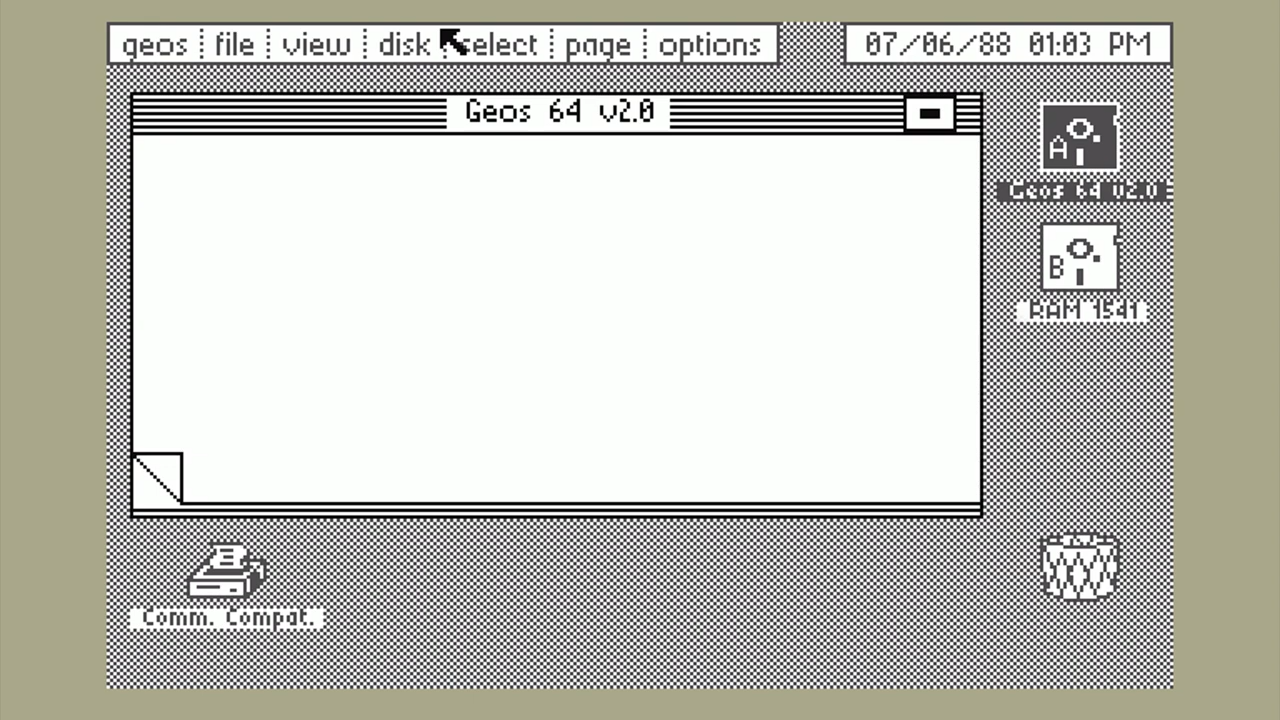 geos file view disk select page options 07/06/88 01:03 PM
Geos 64 v2.0
A
Geos 64 v2.0
B
RAM 1541
Comm. Compat.